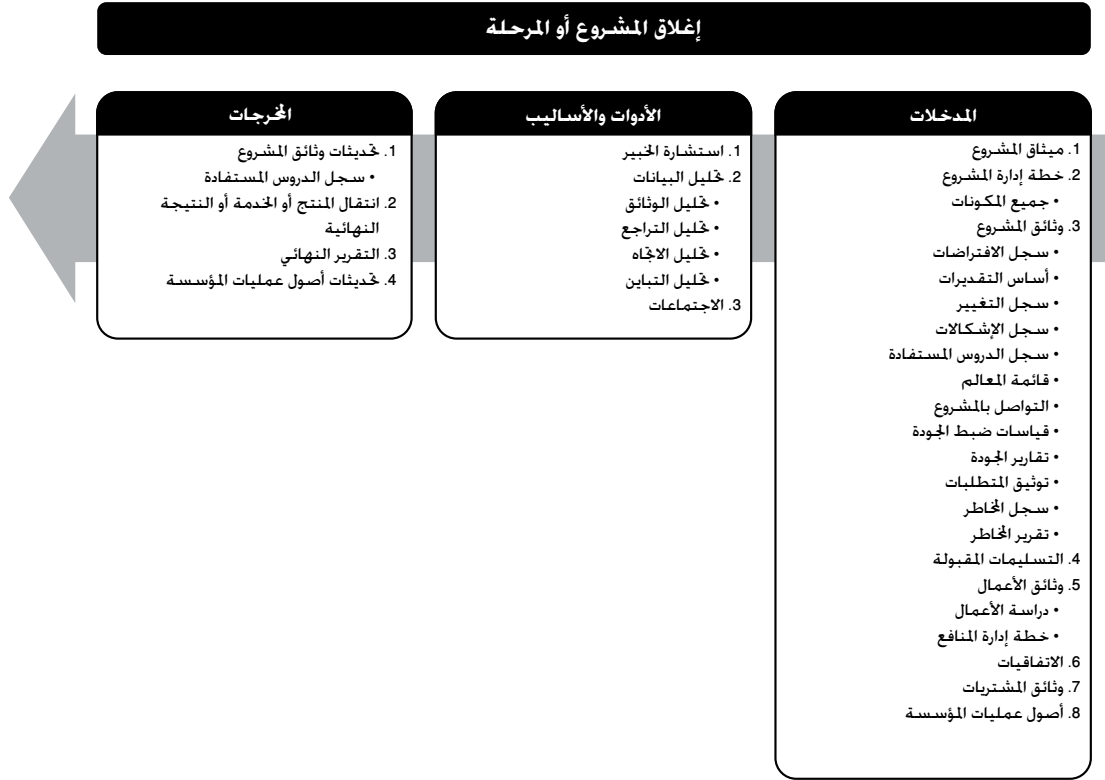 إغلاق المشروع أو المرحلة
المدخلات
1. ميثاق المشروع
2. خطة إدارة المشروع
• جميع المكونات
3. وثائق المشروع
• سجل الافتراضات
• أساس التقديرات
• سجل التغيير
• سجل الإشكالات
• سجل الدروس المستفادة
• قائمة المعالم
• التواصل بالمشروع
• قياسات ضبط الجودة
• تقارير الجودة
• توثيق المتطلبات
• سجل المخاطر
• تقرير المخاطر
4. التسليمات المقبولة
5. وثائق الأعمال
• دراسة الأعمال
• خطة إدارة المنافع
6. الاتفاقيات
7. وثائق المشتريات
8. أصول عمليات المؤسسة
الأدوات والأساليب
1. استشارة الخبير
2. تحليل البيانات
• تحليل الوثائق
• تحليل التراجع
• تحليل الاتجاه
• تحليل التباين
3. الاجتماعات
المخرجات
1. تحديثات وثائق المشروع
• سجل الدروس المستفادة
2. انتقال المنتج أو الخدمة أو النتيجة
النهائية
3. التقرير النهائي
4. تحديثات أصول عمليات المؤسسة